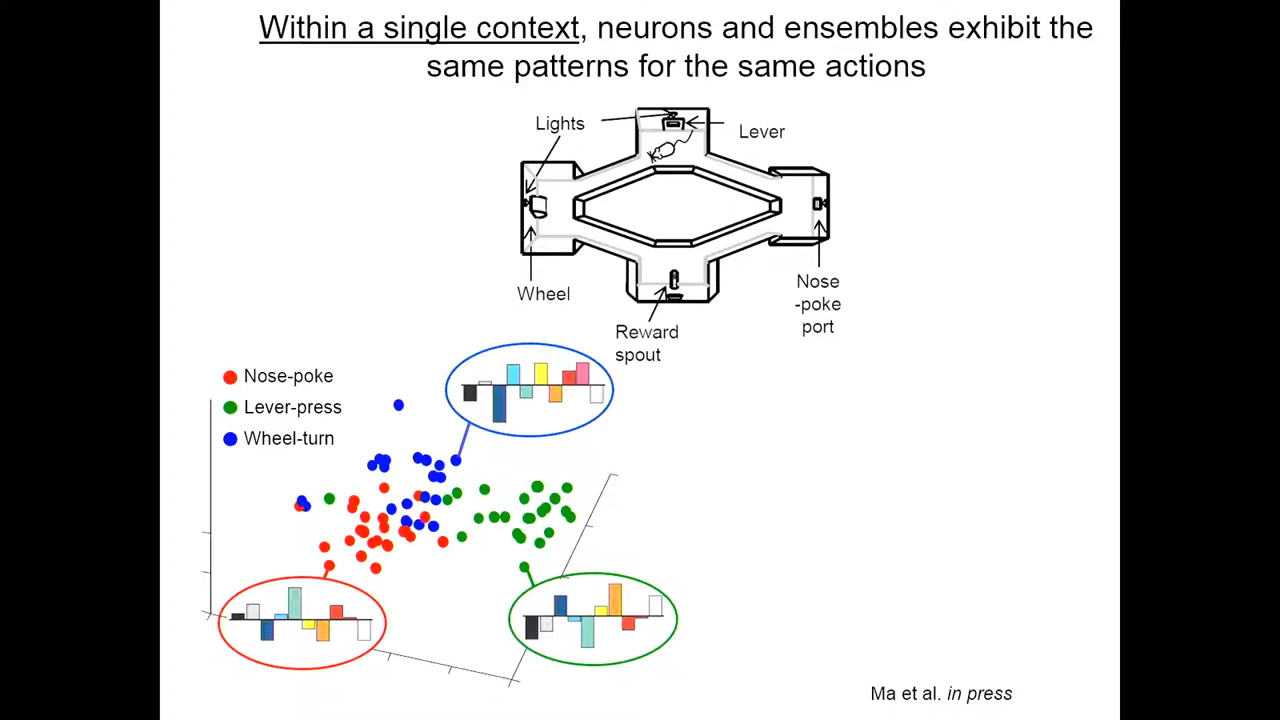 Within a single context, neurons and ensembles exhibit the
same patterns for the same actions
Lights
Lever
Wheel
Nose
-poke
port
Reward
spout
Nose-poke
Lever-press
Wheel-turn
Ma et al. in press